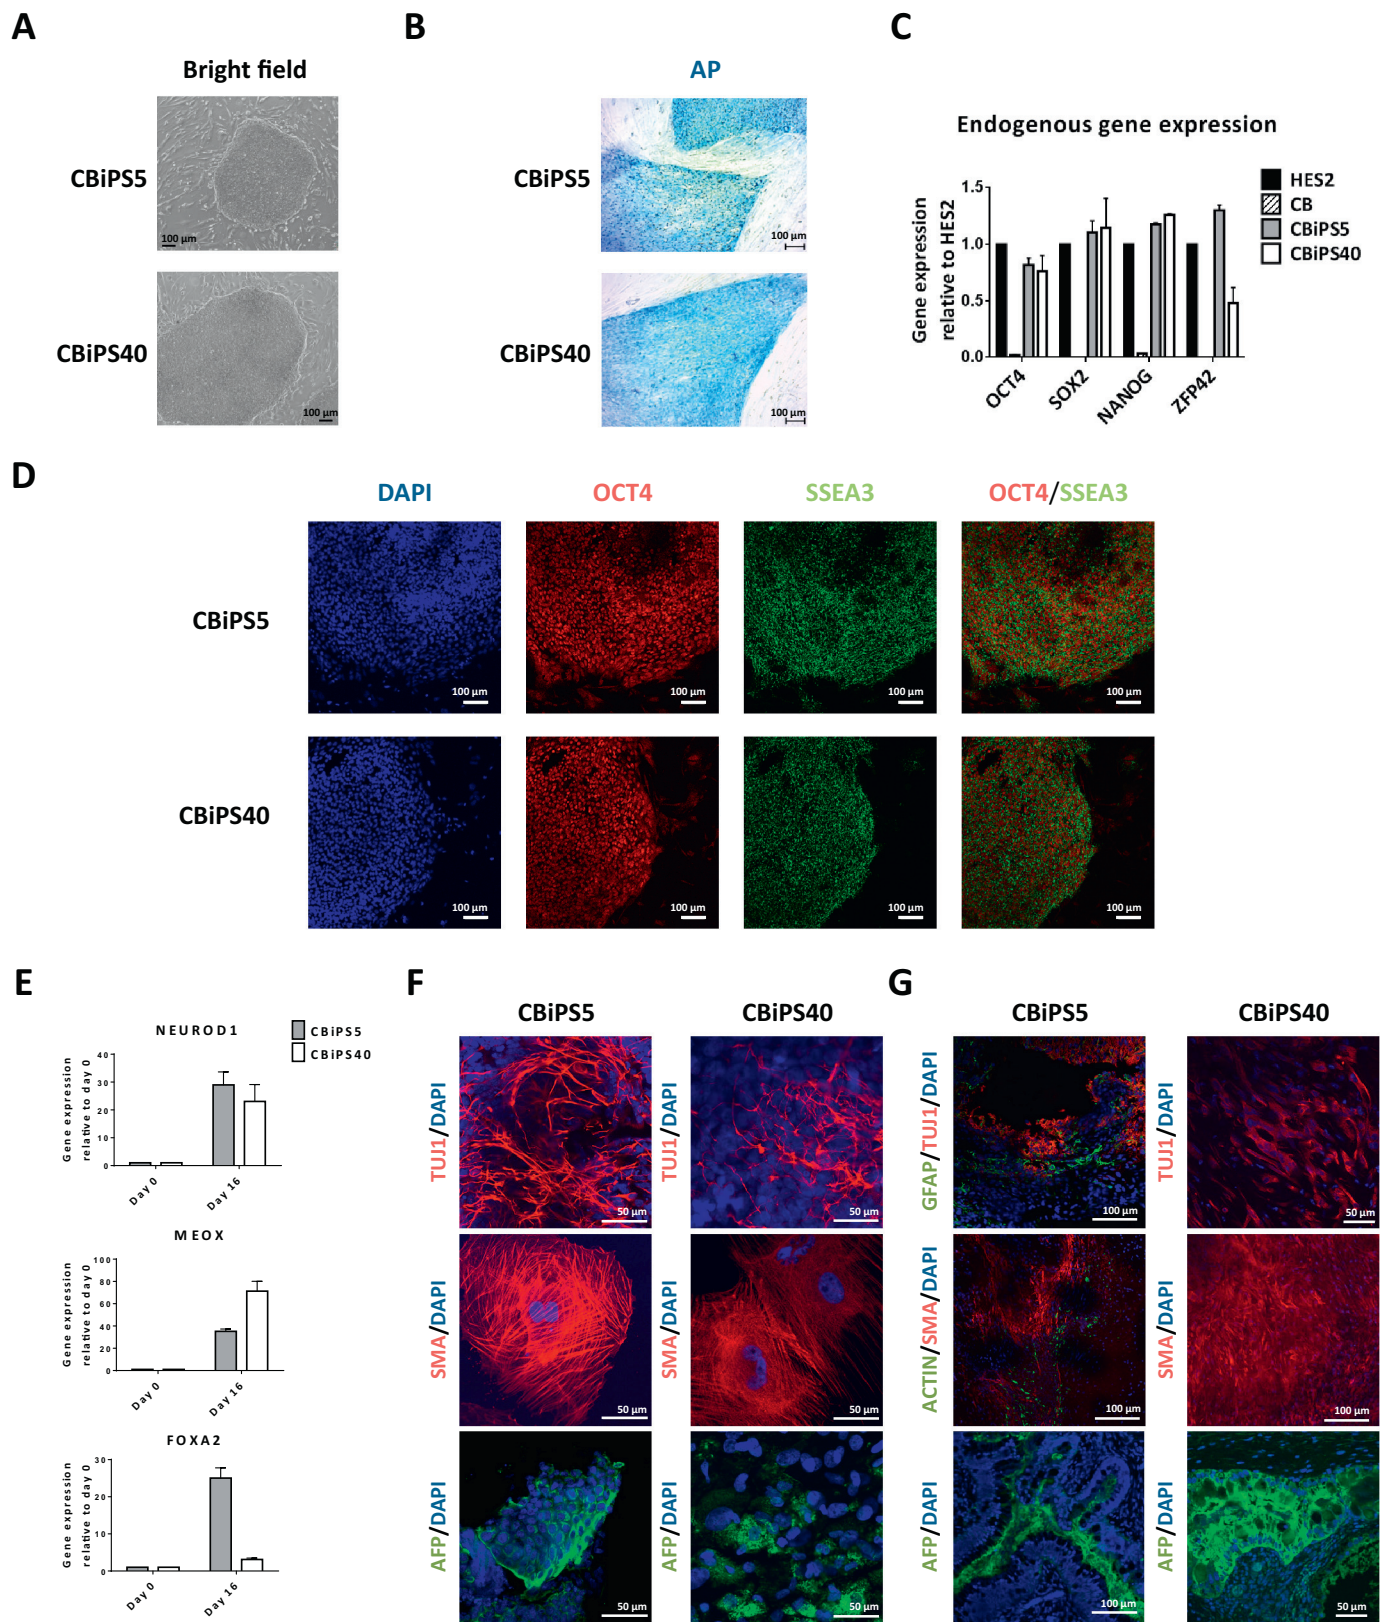 A
Bright field
CBiPS5
100 µm
CBiPS40
100 µm
B
AP
CBiPS5
100 µm
CBiPS40
100 µm
C
Endogenous gene expression
Gene expression
relative to HES2
1.5
1.0
0.5
0.0
OCT4
SOX2
NANOG
ZFP42
HES2
CB
CBiPS5
CBiPS40
D
DAPI
OCT4
SSEA3
OCT4/SSEA3
CBiPS5
100 µm
100 µm
100 µm
100 µm
CBiPS40
100 µm
100 µm
100 µm
100 µm
E
NEUROD1
CBiPS5
CBiPS40
Gene expression
relative to day 0
40
30
20
10
0
Day 0
Day 16
MEOX
Gene expression
relative to day 0
100
80
60
40
20
0
Day 0
Day 16
FOXA2
Gene expression
relative to day 0
30
20
10
0
Day 0
Day 16
F
CBiPS5
CBiPS40
TUJ1/DAPI
50 µm
TUJ1/DAPI
50 µm
SMA/DAPI
50 µm
SMA/DAPI
50 µm
AFP/DAPI
50 µm
AFP/DAPI
50 µm
G
CBiPS5
CBiPS40
GFAP/TUJ1/DAPI
100 µm
TUJ1/DAPI
50 µm
ACTIN/SMA/DAPI
100 µm
SMA/DAPI
100 µm
AFP/DAPI
100 µm
AFP/DAPI
50 µm